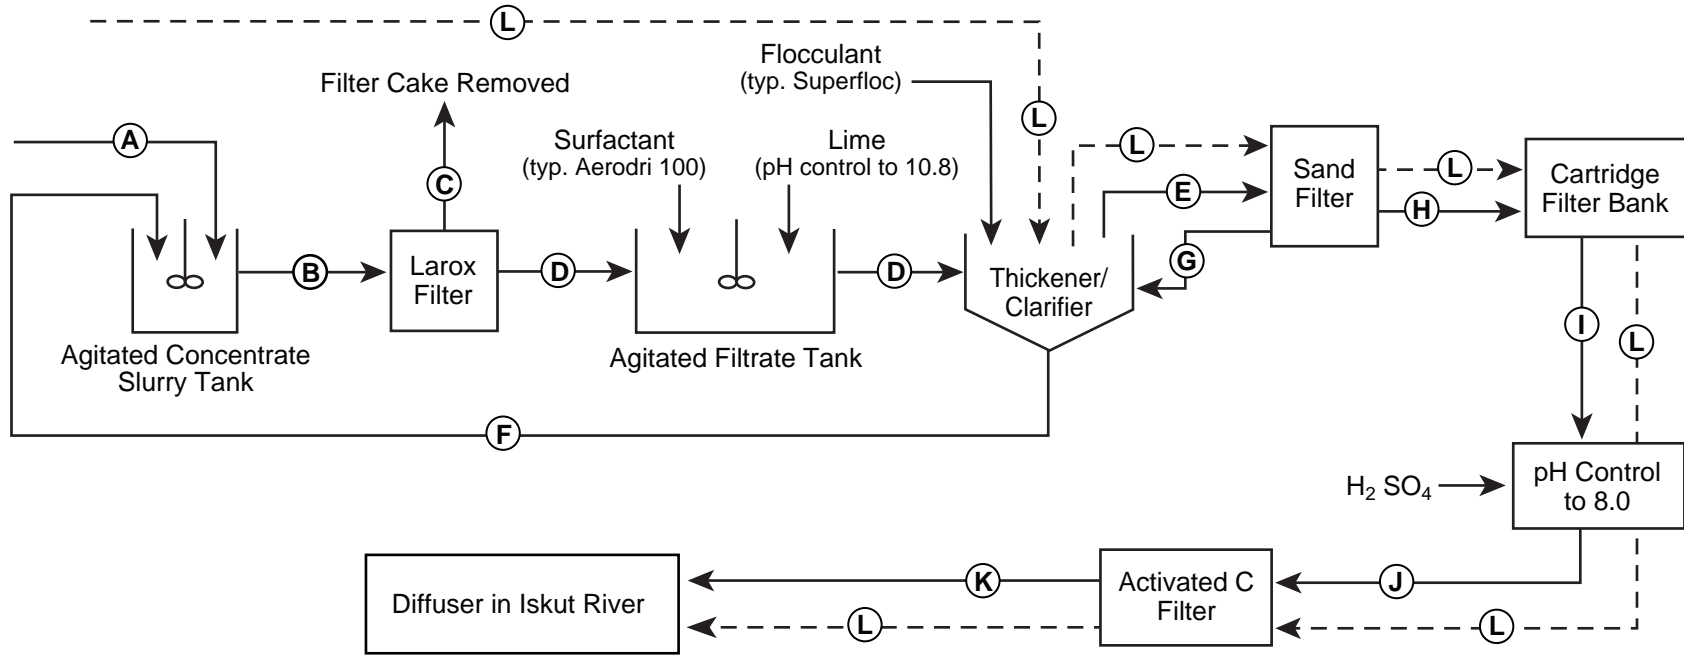 L
Flocculant
(typ. Superfloc)
Filter Cake Removed
L
A
Surfactant
(typ. Aerodri 100)
Lime
(pH control to 10.8)
L
Sand
Filter
L
Cartridge
Filter Bank
C
E
H
B
Larox
Filter
D
D
Thickener/
Clarifier
G
I
L
Agitated Concentrate
Slurry Tank
Agitated Filtrate Tank
F
H2 SO4
pH Control
to 8.0
Diffuser in Iskut River
K
L
Activated C
Filter
J
L